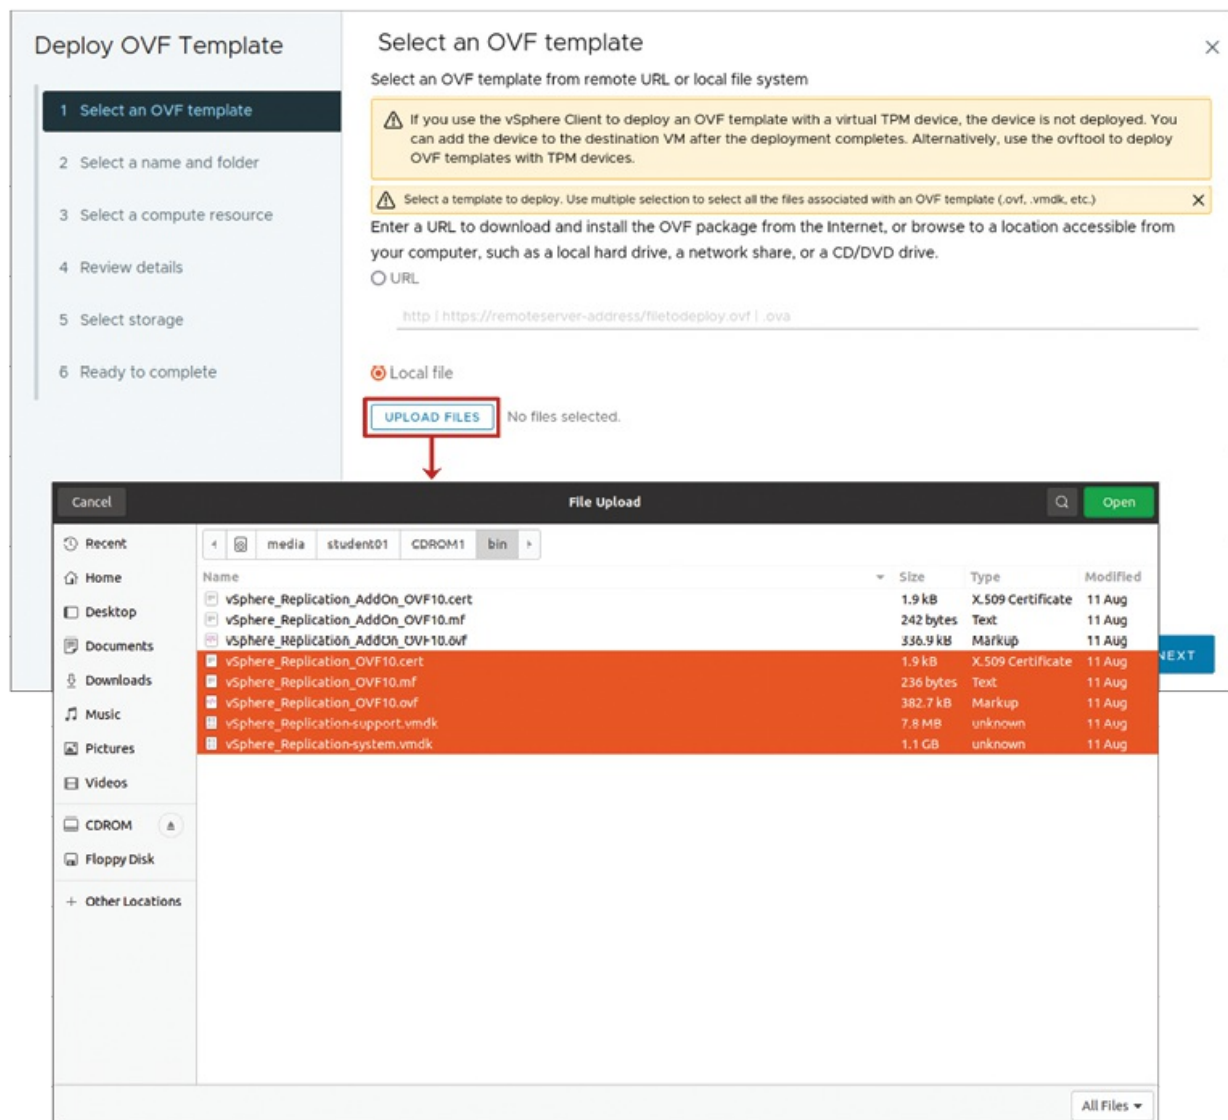 Deploy OVF Template
1 Select an OVF template
2 Select a name and folder
3 Select a compute resource
4 Review details
5 Select storage
6 Ready to complete
Select an OVF template
Select an OVF template from remote URL or local file system
If you use the vSphere Client to deploy an OVF template with a virtual TPM device, the device is not deployed. You
can add the device to the destination VM after the deployment completes. Alternatively, use the ovftool to deploy
OVF templates with TPM devices.
Select a template to deploy. Use multiple selection to select all the files associated with an OVF template (.ovf, .vmdk, etc.)
Enter a URL to download and install the OVF package from the Internet, or browse to a location accessible from
your computer, such as a local hard drive, a network share, or a CD/DVD drive.
URL
http | https://remoteserver-address/filetodeploy.ovf | .ova
Local file
UPLOAD FILES No files selected.
NEXT
Cancel File Upload Open
Recent
Home
Desktop
Documents
Downloads
Music
Pictures
Videos
CDROM
Floppy Disk
+ Other Locations
media student01 CDROM1 bin
Name Size Type Modified
vSphere_Replication_AddOn_OVF10.cert 1.9 kB X.509 Certificate 11 Aug
vSphere_Replication_AddOn_OVF10.mf 242 bytes Text 11 Aug
vSphere_Replication_AddOn_OVF10.ovf 336.9 kB Markup 11 Aug
vSphere_Replication_OVF10.cert 1.9 kB X.509 Certificate 11 Aug
vSphere_Replication_OVF10.mf 236 bytes Text 11 Aug
vSphere_Replication_OVF10.ovf 382.7 kB Markup 11 Aug
vSphere_Replication-support.vmdk 7.8 MB unknown 11 Aug
vSphere_Replication-system.vmdk 1.1 GB unknown 11 Aug
All Files